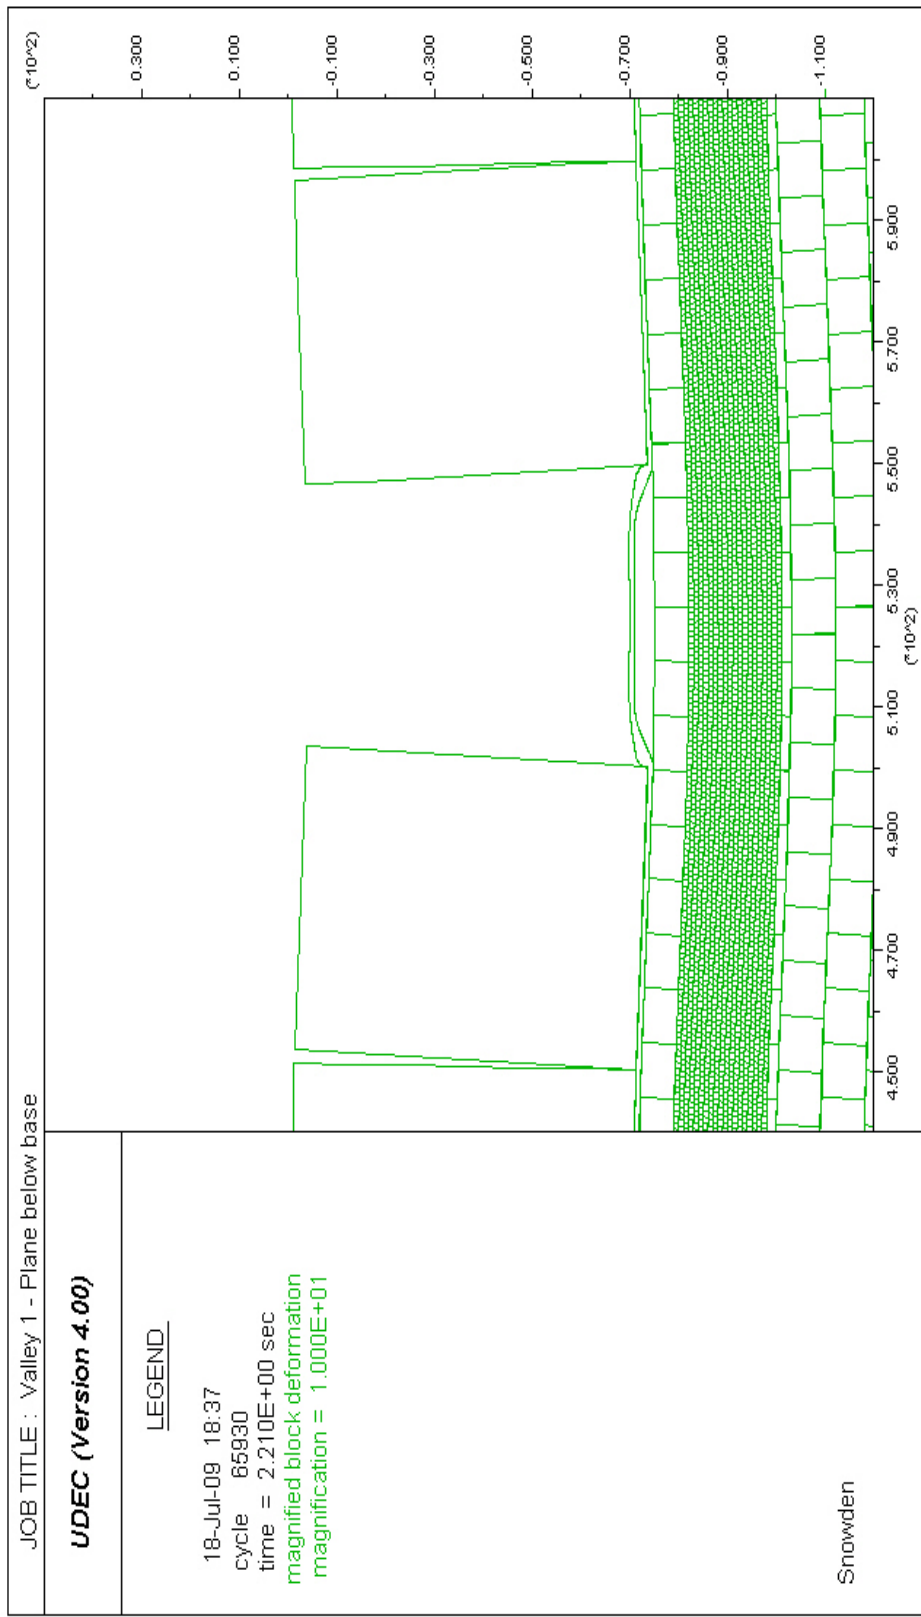 JOB TITLE : Valley 1 - Plane below base
(*10^2)
UDEC (Version 4.00)
LEGEND
18-Jul-09 18:37
cycle 65930
time = 2.210E+00 sec
magnified block deformation
magnification = 1.000E+01
Snowden
0.300
0.100
-0.100
-0.300
-0.500
-0.700
-0.900
-1.100
4.500
4.700
4.900
5.100
5.300
5.500
5.700
5.900
(*10^2)